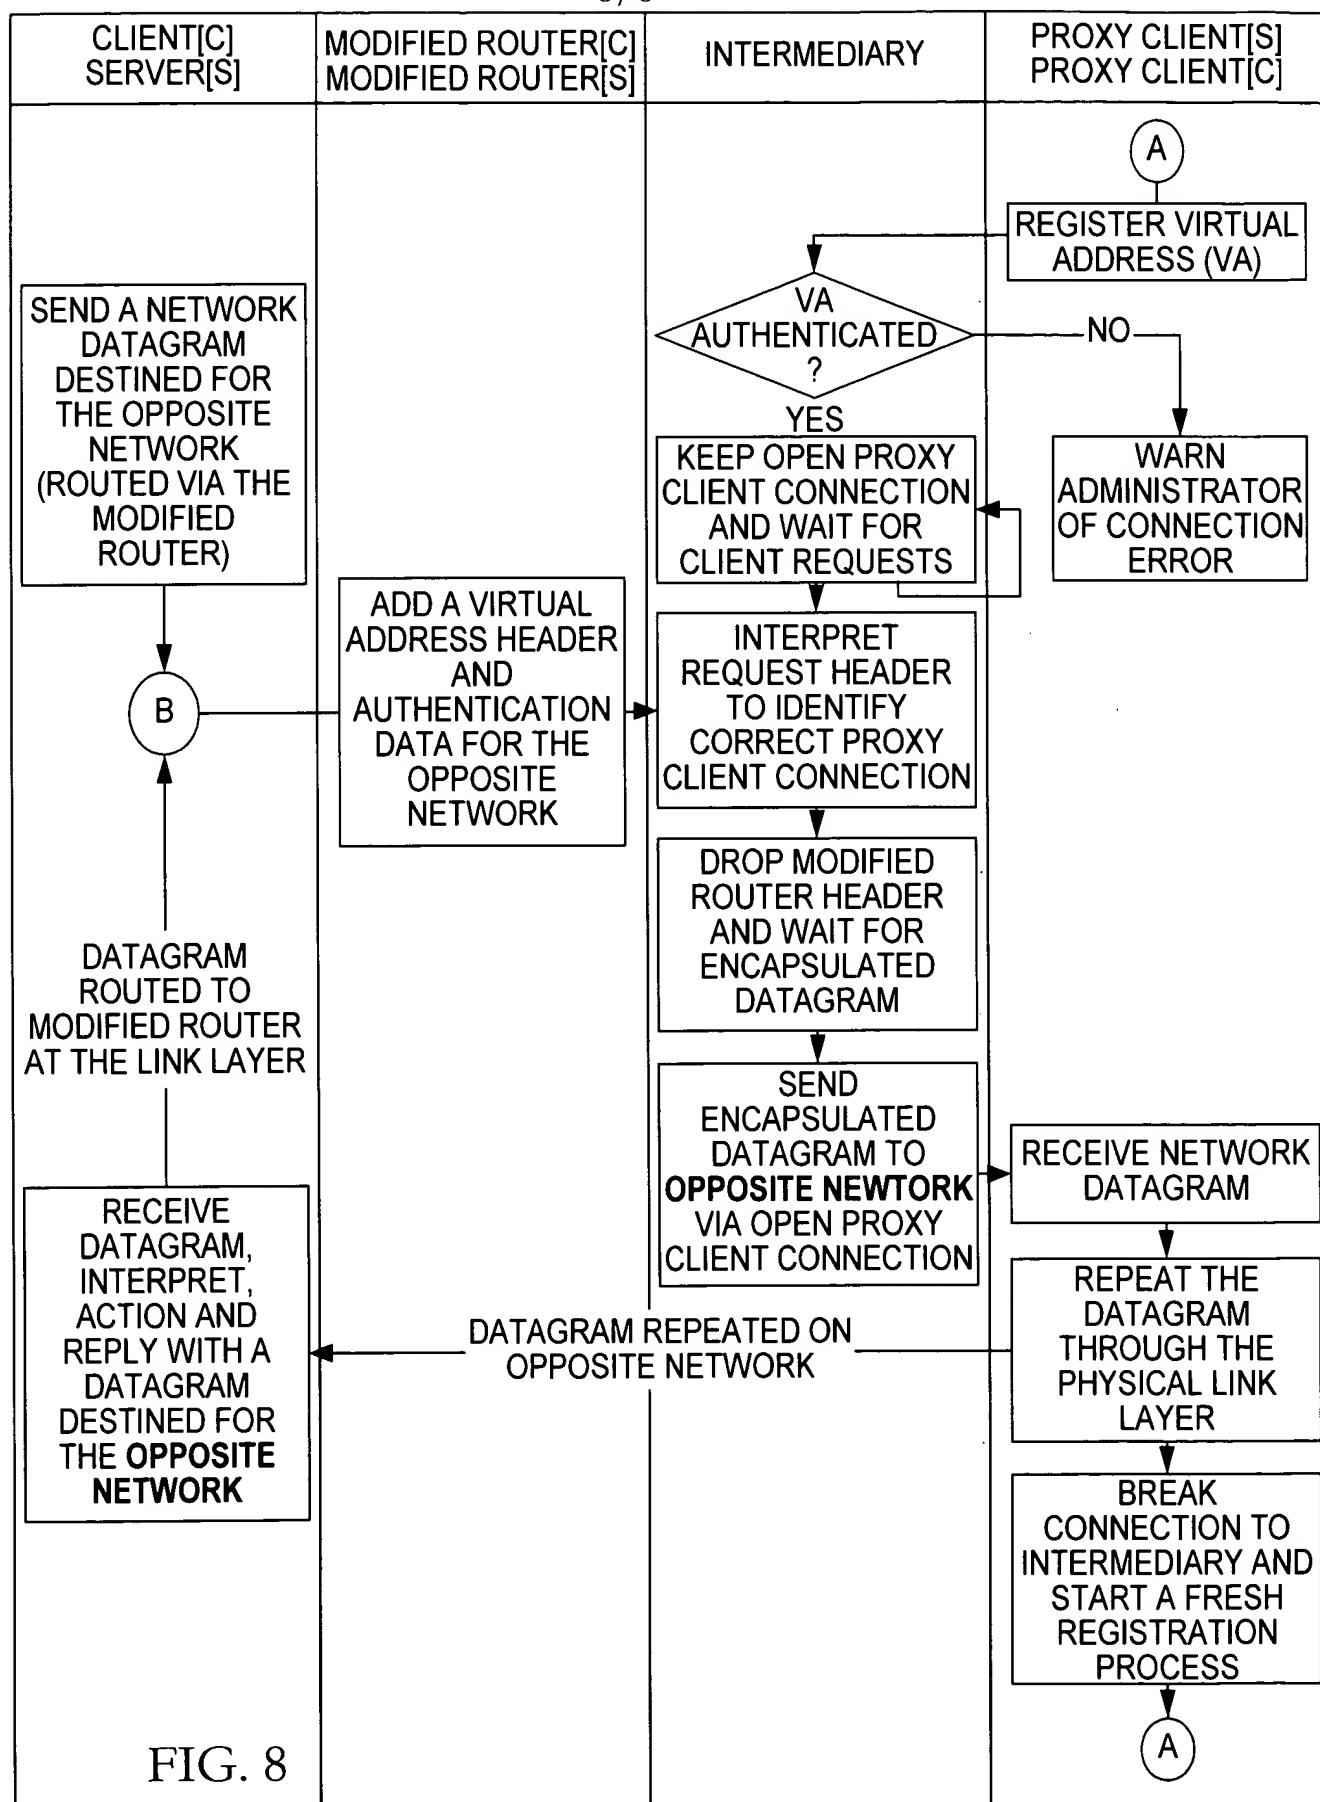 CLIENT[C]
SERVER[S]
MODIFIED ROUTER[C]
MODIFIED ROUTER[S]
INTERMEDIARY
PROXY CLIENT[S]
PROXY CLIENT[C]
A
REGISTER VIRTUAL
ADDRESS (VA)
VA
AUTHENTICATED
?
NO
YES
WARN
ADMINISTRATOR
OF CONNECTION
ERROR
SEND A NETWORK
DATAGRAM
DESTINED FOR
THE OPPOSITE
NETWORK
(ROUTED VIA THE
MODIFIED
ROUTER)
KEEP OPEN PROXY
CLIENT CONNECTION
AND WAIT FOR
CLIENT REQUESTS
B
ADD A VIRTUAL
ADDRESS HEADER
AND
AUTHENTICATION
DATA FOR THE
OPPOSITE
NETWORK
INTERPRET
REQUEST HEADER
TO IDENTIFY
CORRECT PROXY
CLIENT CONNECTION
DROP MODIFIED
ROUTER HEADER
AND WAIT FOR
ENCAPSULATED
DATAGRAM
DATAGRAM
ROUTED TO
MODIFIED ROUTER
AT THE LINK LAYER
SEND
ENCAPSULATED
DATAGRAM TO
OPPOSITE NEWTORK
VIA OPEN PROXY
CLIENT CONNECTION
RECEIVE NETWORK
DATAGRAM
RECEIVE
DATAGRAM,
INTERPRET,
ACTION AND
REPLY WITH A
DATAGRAM
DESTINED FOR
THE OPPOSITE
NETWORK
DATAGRAM REPEATED ON
OPPOSITE NETWORK
REPEAT THE
DATAGRAM
THROUGH THE
PHYSICAL LINK
LAYER
BREAK
CONNECTION TO
INTERMEDIARY AND
START A FRESH
REGISTRATION
PROCESS
A
FIG. 8